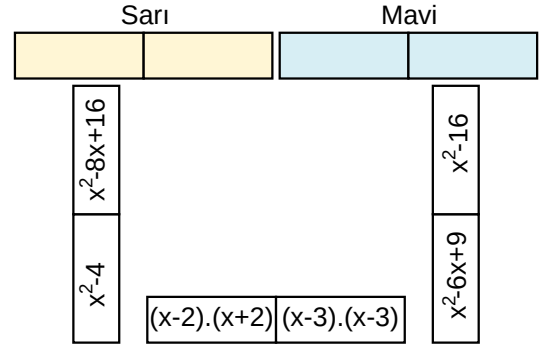 Sarı
Mavi
x²-8x+16
x²-4
x²-16
x²-6x+9
(x-2).(x+2)
(x-3).(x-3)